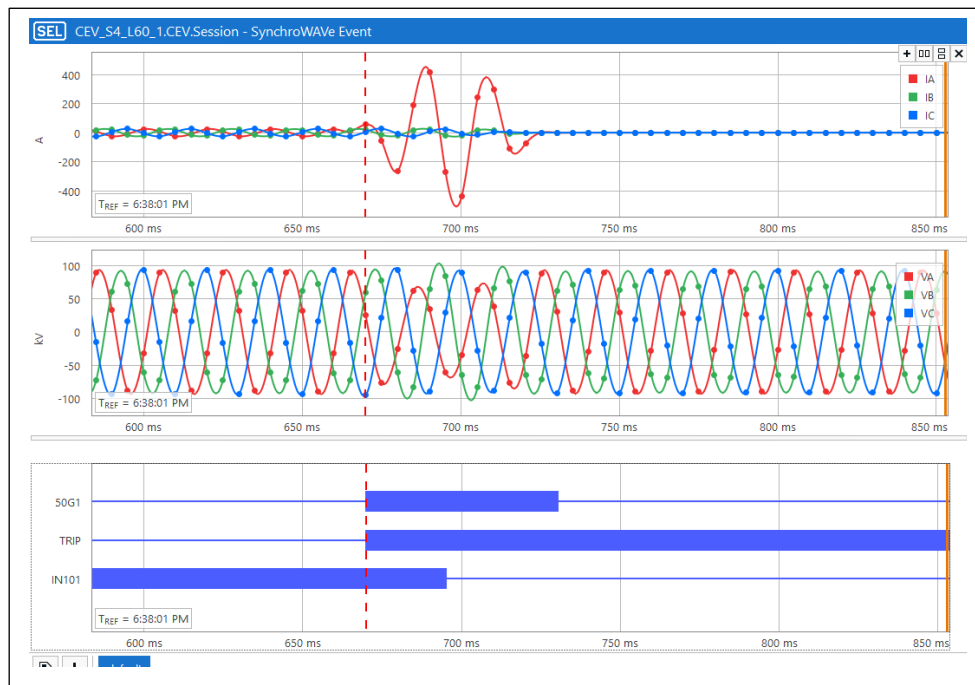 SEL CEV_S4_L60_1.CEV.Session - SynchroWAVe Event
400
200
0
-200
-400
A
IA
IB
IC
TREF = 6:38:01 PM
600 ms 650 ms 700 ms 750 ms 800 ms 850 ms
100
50
0
-50
-100
kV
VA
VB
VC
TREF = 6:38:01 PM
600 ms 650 ms 700 ms 750 ms 800 ms 850 ms
50G1
TRIP
IN101
TREF = 6:38:01 PM
600 ms 650 ms 700 ms 750 ms 800 ms 850 ms